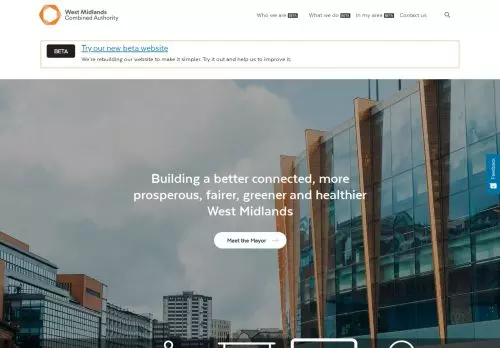 West Midlands
Combined Authority
Who we are BETA What we do BETA In my area BETA Contact us
BETA
Try our new beta website
We're rebuilding our website to make it simpler. Try it out and help us to improve it.
Building a better connected, more
prosperous, fairer, greener and healthier
West Midlands
Meet the Mayor
Feedback